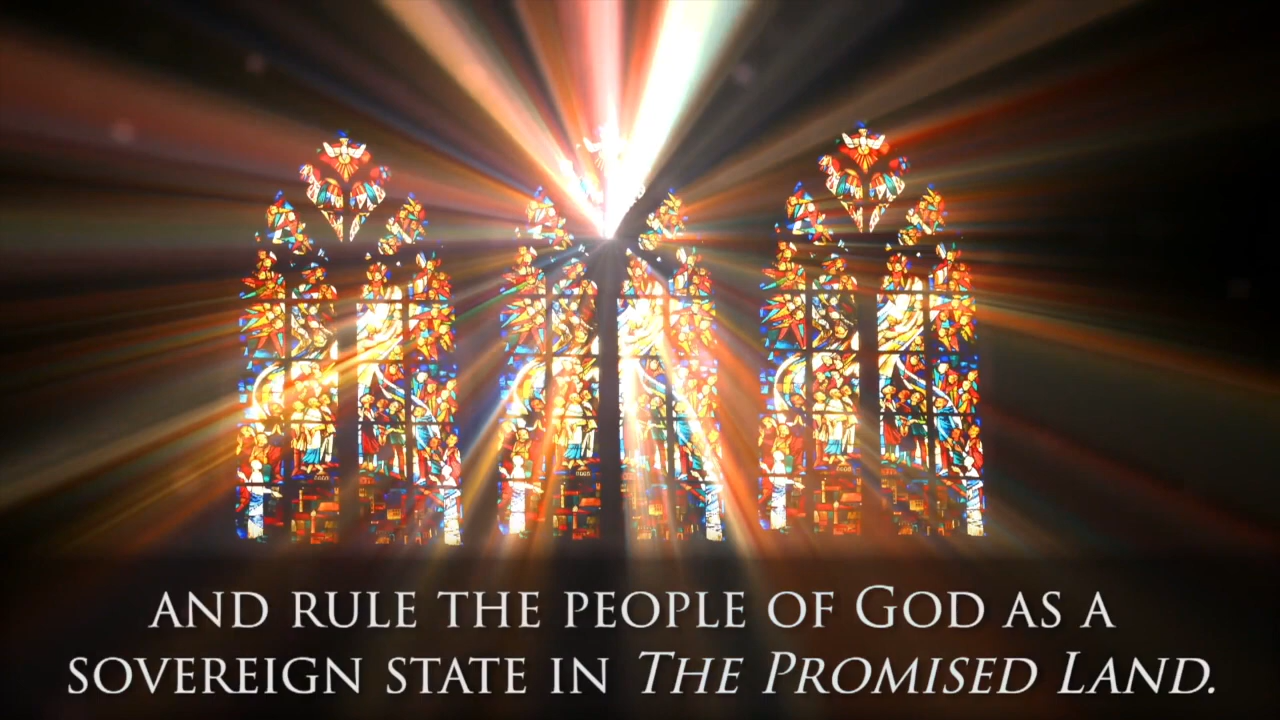 AND RULE THE PEOPLE OF GOD AS A
SOVEREIGN STATE IN THE PROMISED LAND.